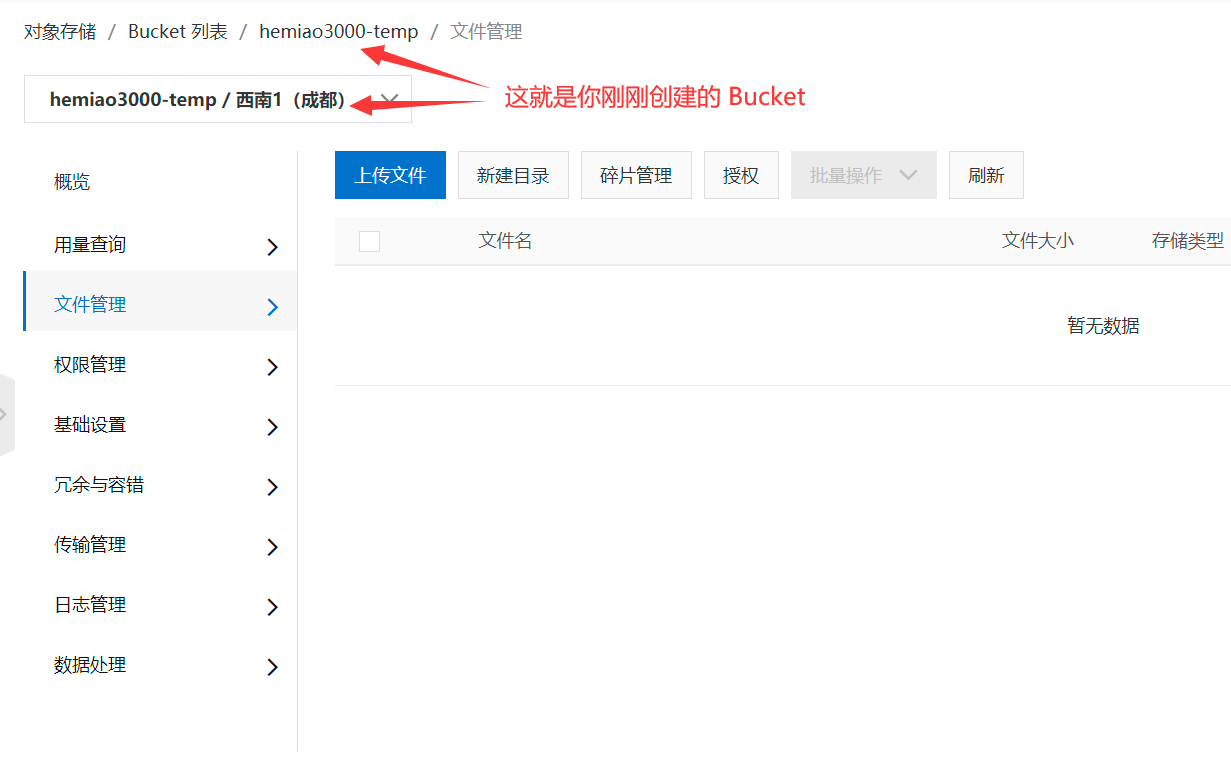 对象存储 / Bucket 列表 / hemiao3000-temp / 文件管理
hemiao3000-temp / 西南1（成都）
这就是你刚刚创建的 Bucket
概览
用量查询
文件管理
权限管理
基础设置
冗余与容错
传输管理
日志管理
数据处理
上传文件 新建目录 碎片管理 授权 批量操作 刷新
文件名 文件大小 存储类型
暂无数据